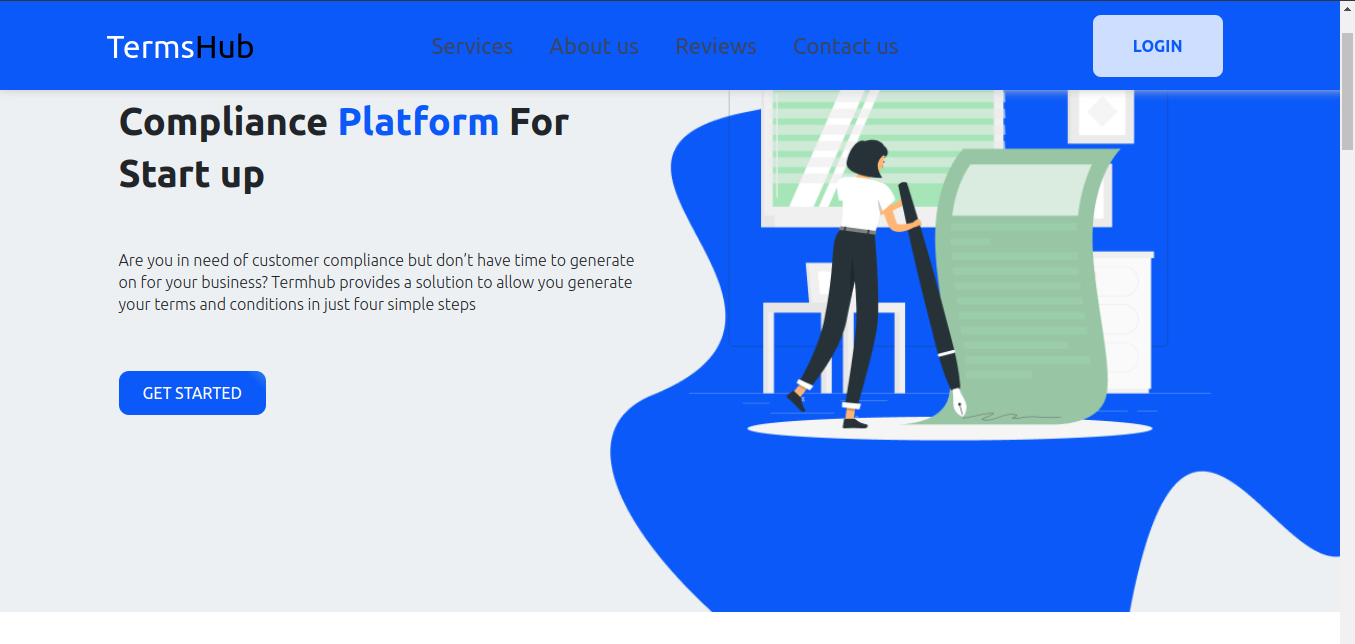 TermsHub
Services About us Reviews Contact us
LOGIN
Compliance Platform For
Start up
Are you in need of customer compliance but don’t have time to generate
on for your business? Termhub provides a solution to allow you generate
your terms and conditions in just four simple steps
GET STARTED